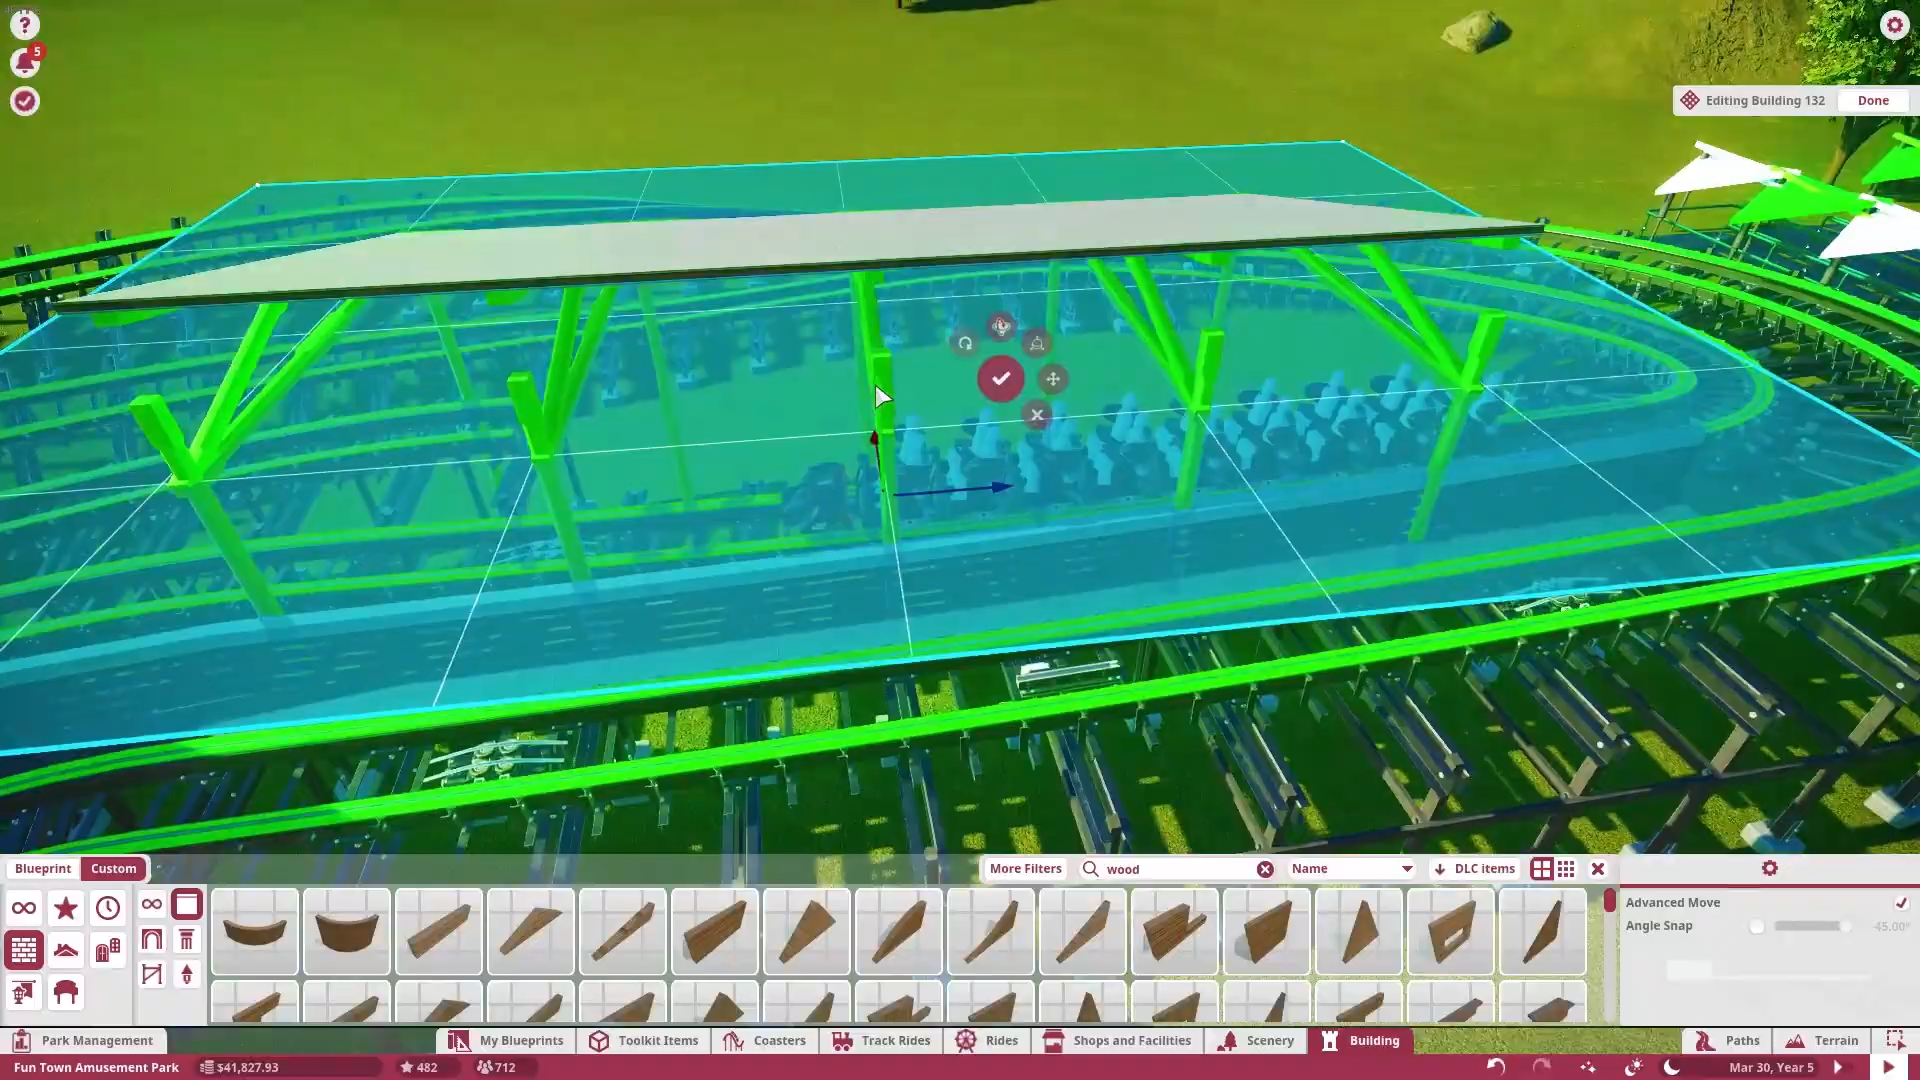 ?
5
Editing Building 132
Done
Blueprint
Custom
More Filters
wood
Name
DLC items
Advanced Move
Angle Snap
-45.00°
Park Management
My Blueprints
Toolkit Items
Coasters
Track Rides
Rides
Shops and Facilities
Scenery
Building
Paths
Terrain
Fun Town Amusement Park
$41,827.93
482
712
Mar 30, Year 5